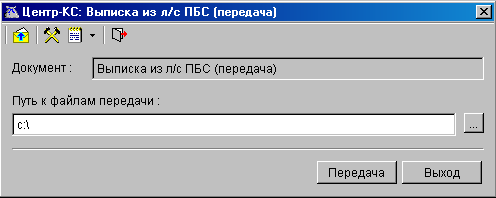 Центр-КС: Выписка из л/с ПБС (передача)
Документ : Выписка из л/с ПБС (передача)
Путь к файлам передачи :
c:\
...
Передача Выход